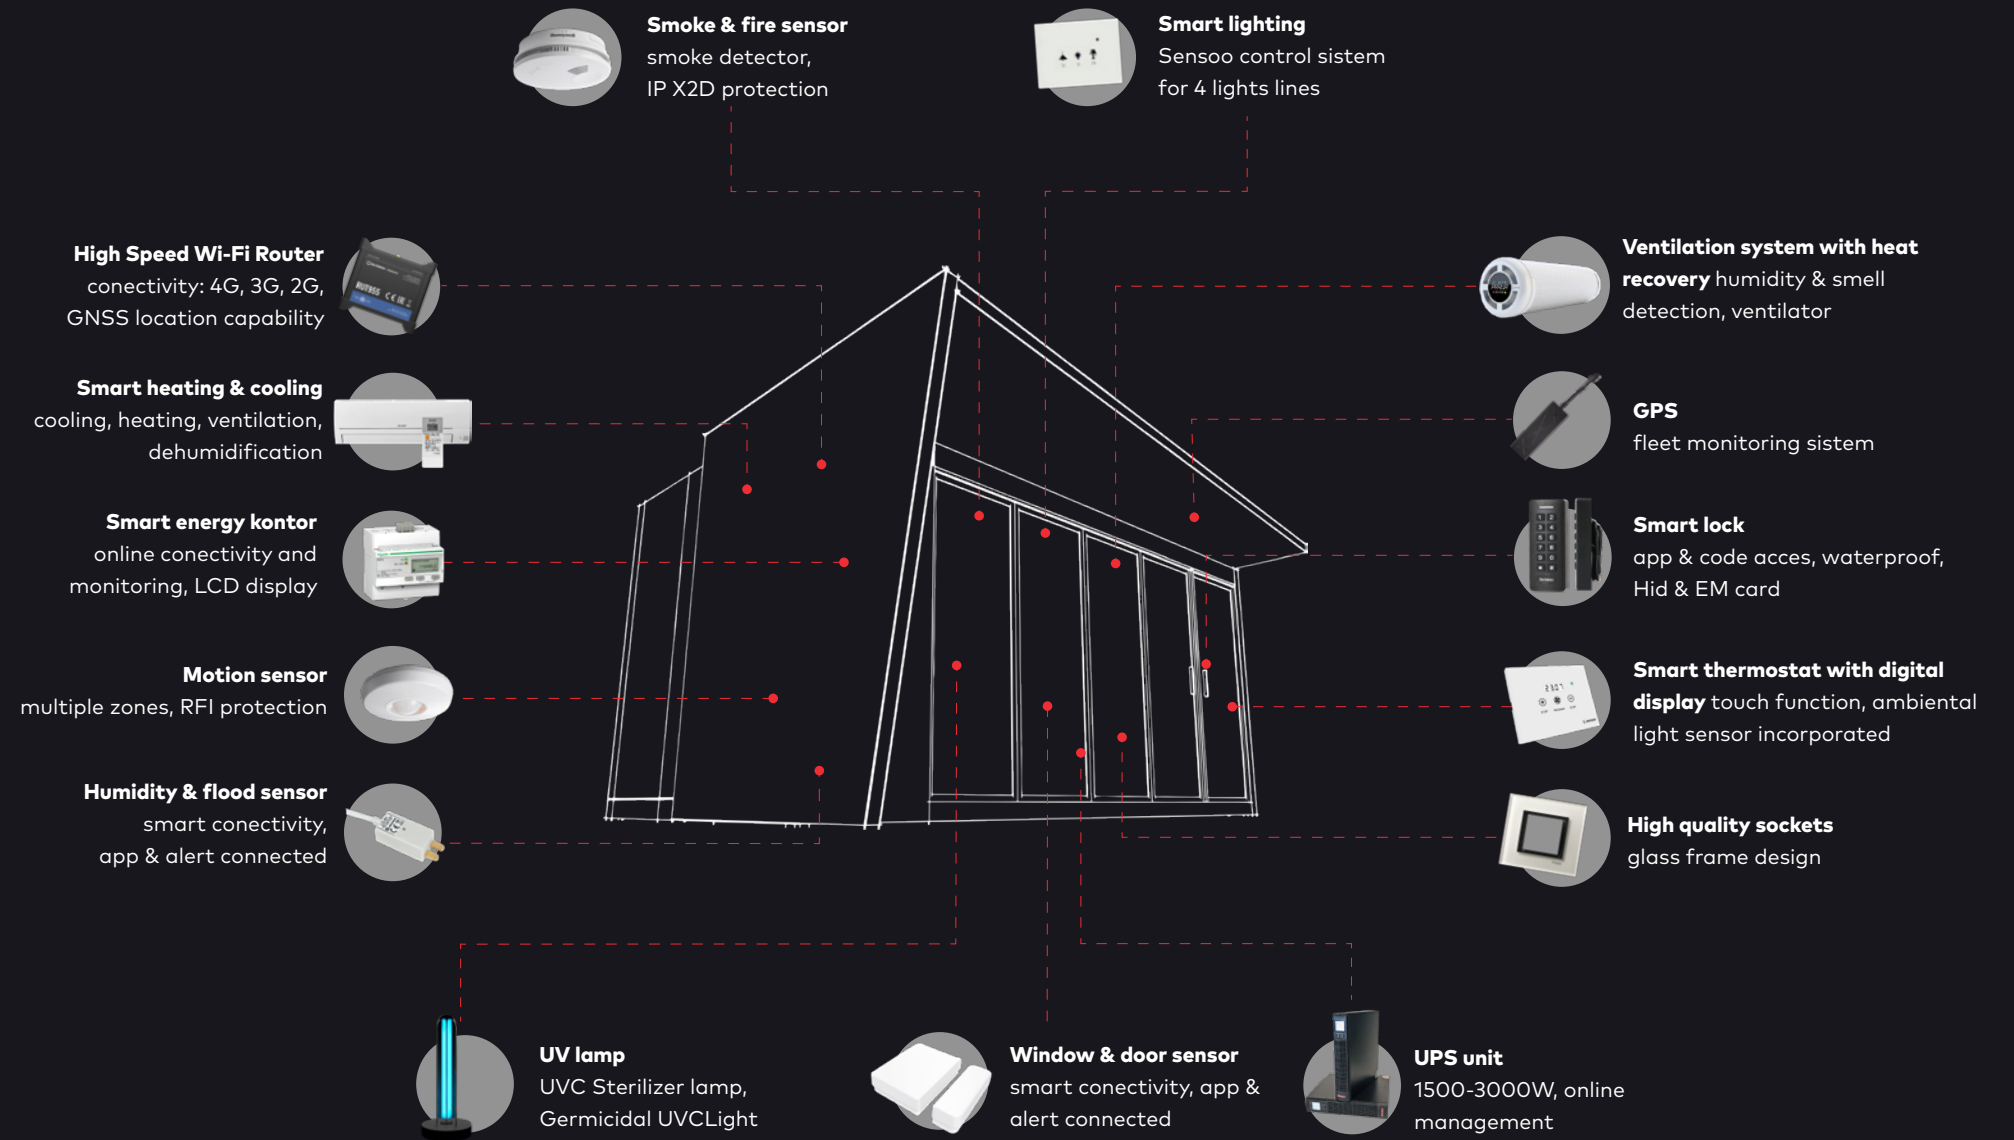 Smoke & fire sensor
smoke detector,
IP X2D protection
Smart lighting
Sensoo control sistem
for 4 lights lines
High Speed Wi-Fi Router
conectivity: 4G, 3G, 2G,
GNSS location capability
RUT955
Smart heating & cooling
cooling, heating, ventilation,
dehumidification
Smart energy kontor
online conectivity and
monitoring, LCD display
Motion sensor
multiple zones, RFI protection
Humidity & flood sensor
smart conectivity,
app & alert connected
Ventilation system with heat
recovery humidity & smell
detection, ventilator
GPS
fleet monitoring sistem
Smart lock
app & code acces, waterproof,
Hid & EM card
Smart thermostat with digital
display touch function, ambiental
light sensor incorporated
High quality sockets
glass frame design
UV lamp
UVC Sterilizer lamp,
Germicidal UVCLight
Window & door sensor
smart conectivity, app &
alert connected
UPS unit
1500-3000W, online
management